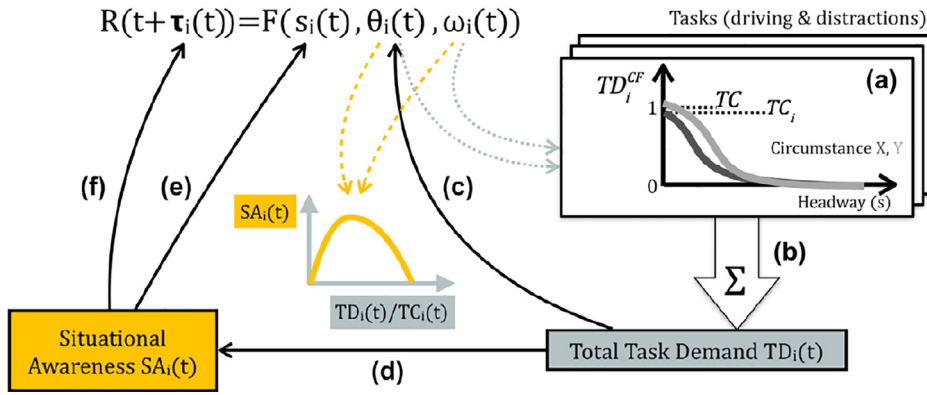 R(t+τᵢ(t))=F(sᵢ(t),θᵢ(t),ωᵢ(t))
Tasks (driving & distractions)
(a)
TDᵢᶜᶠ
1
TC
TCᵢ
Circumstance X, Y
0
Headway (s)
(f)
(e)
(c)
(b)
SAᵢ(t)
TDᵢ(t)/TCᵢ(t)
Σ
Situational
Awareness SAᵢ(t)
(d)
Total Task Demand TDᵢ(t)